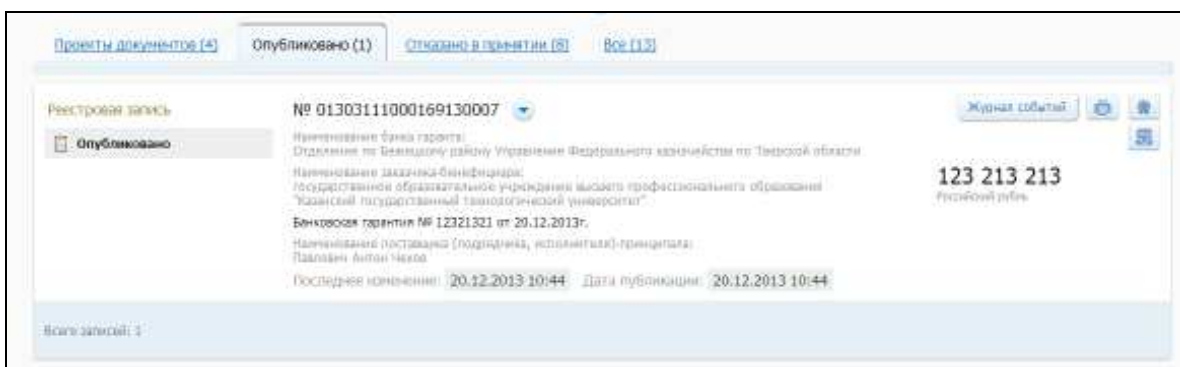 Проекты документов (4) Опубликовано (1) Отказано в принятии (8) Все (13)
Реестровая запись
Опубликовано
№ 01303111000169130007
Журнал событий
Наименование банка гаранта:
Отделение по Бежецкому району Управления Федерального казначейства по Тверской области
Наименование заказчика-бенефициара:
государственное образовательное учреждение высшего профессионального образования
"Казанский государственный технологический университет"
123 213 213
Российский рубль
Банковская гарантия № 12321321 от 20.12.2013г.
Наименование поставщика (подрядчика, исполнителя)-принципала:
Павлович Антон Чехов
Последнее изменение: 20.12.2013 10:44 Дата публикации: 20.12.2013 10:44
Всего записей: 1